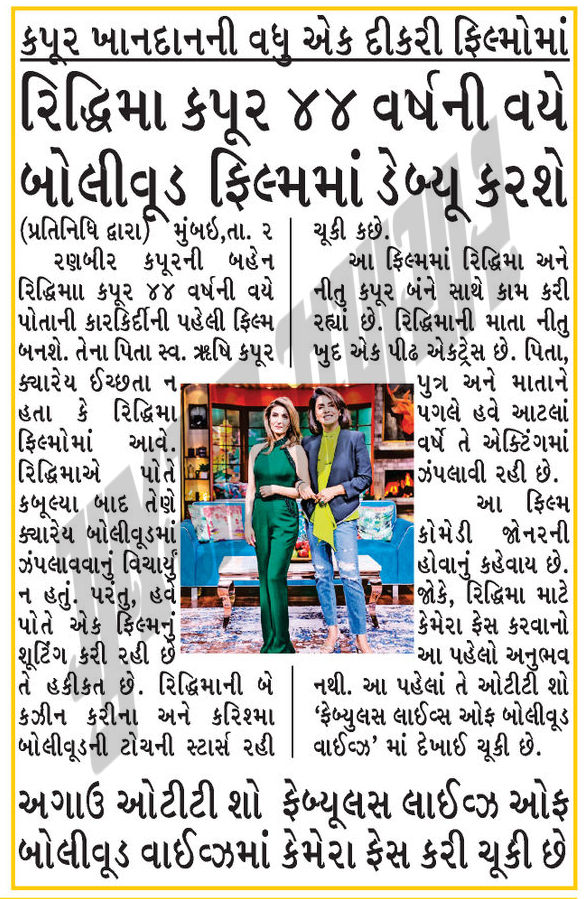 કપૂર ખાનદાનની વધુ એક દીકરી ફિલ્મોમાં
રિદ્ધિમા કપૂર ૪૪ વર્ષની વયે
બોલીવૂડ ફિલ્મમાં ડેબ્યૂ કરશે
(પ્રતિનિધિ દ્વારા) મુંબઇ,તા. ૨
રણબીર કપૂરની બહેન
રિદ્ધિમાા કપૂર ૪૪ વર્ષની વયે
પોતાની કારકિર્દીની પહેલી ફિલ્મ
બનશે. તેના પિતા સ્વ. ઋષિ કપૂર
ક્યારેય ઈચ્છતા ન
હતા કે રિદ્ધિમા
ફિલ્મોમાં આવે.
રિદ્ધિમાએ પોતે
કબૂલ્યા બાદ તેણે
ક્યારેય બોલીવૂડમાં
ઝંપલાવવાનું વિચાર્યું
ન હતું. પરંતુ, હવે
પોતે એક ફિલ્મનું
શૂટિંગ કરી રહી છે
તે હકીકત છે. રિદ્ધિમાની બે
કઝીન કરીના અને કરિશ્મા
બોલીવૂડની ટોચની સ્ટાર્સ રહી
ચૂકી કછે.
આ ફિલ્મમાં રિદ્ધિમા અને
નીતુ કપૂર બંને સાથે કામ કરી
રહ્યાં છે. રિદ્ધિમાની માતા નીતુ
ખુદ એક પીઢ એકટ્રેસ છે. પિતા,
પુત્ર અને માતાને
પગલે હવે આટલાં
વર્ષે તે એક્ટિંગમાં
ઝંપલાવી રહી છે.
આ ફિલ્મ
કોમેડી જોનરની
હોવાનું કહેવાય છે.
જોકે, રિદ્ધિમા માટે
કેમેરા ફેસ કરવાનો
આ પહેલો અનુભવ
નથી. આ પહેલાં તે ઓટીટી શો
‘ફેબ્યુલસ લાઈવ્સ ઓફ બોલીવૂડ
વાઈવ્ઝ’ માં દેખાઈ ચૂકી છે.
અગાઉ ઓટીટી શો ફેબ્યૂલસ લાઈવ્ઝ ઓફ
બોલીવૂડ વાઈવ્ઝમાં કેમેરા ફેસ કરી ચૂકી છે